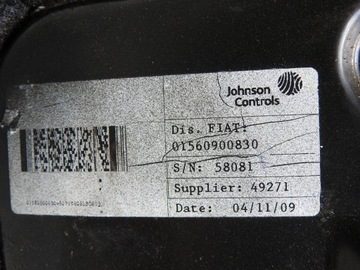 Johnson
Controls
Dis. FIAT:
01560900830
S/N: 58081
Supplier: 49271
Date: 04/11/09